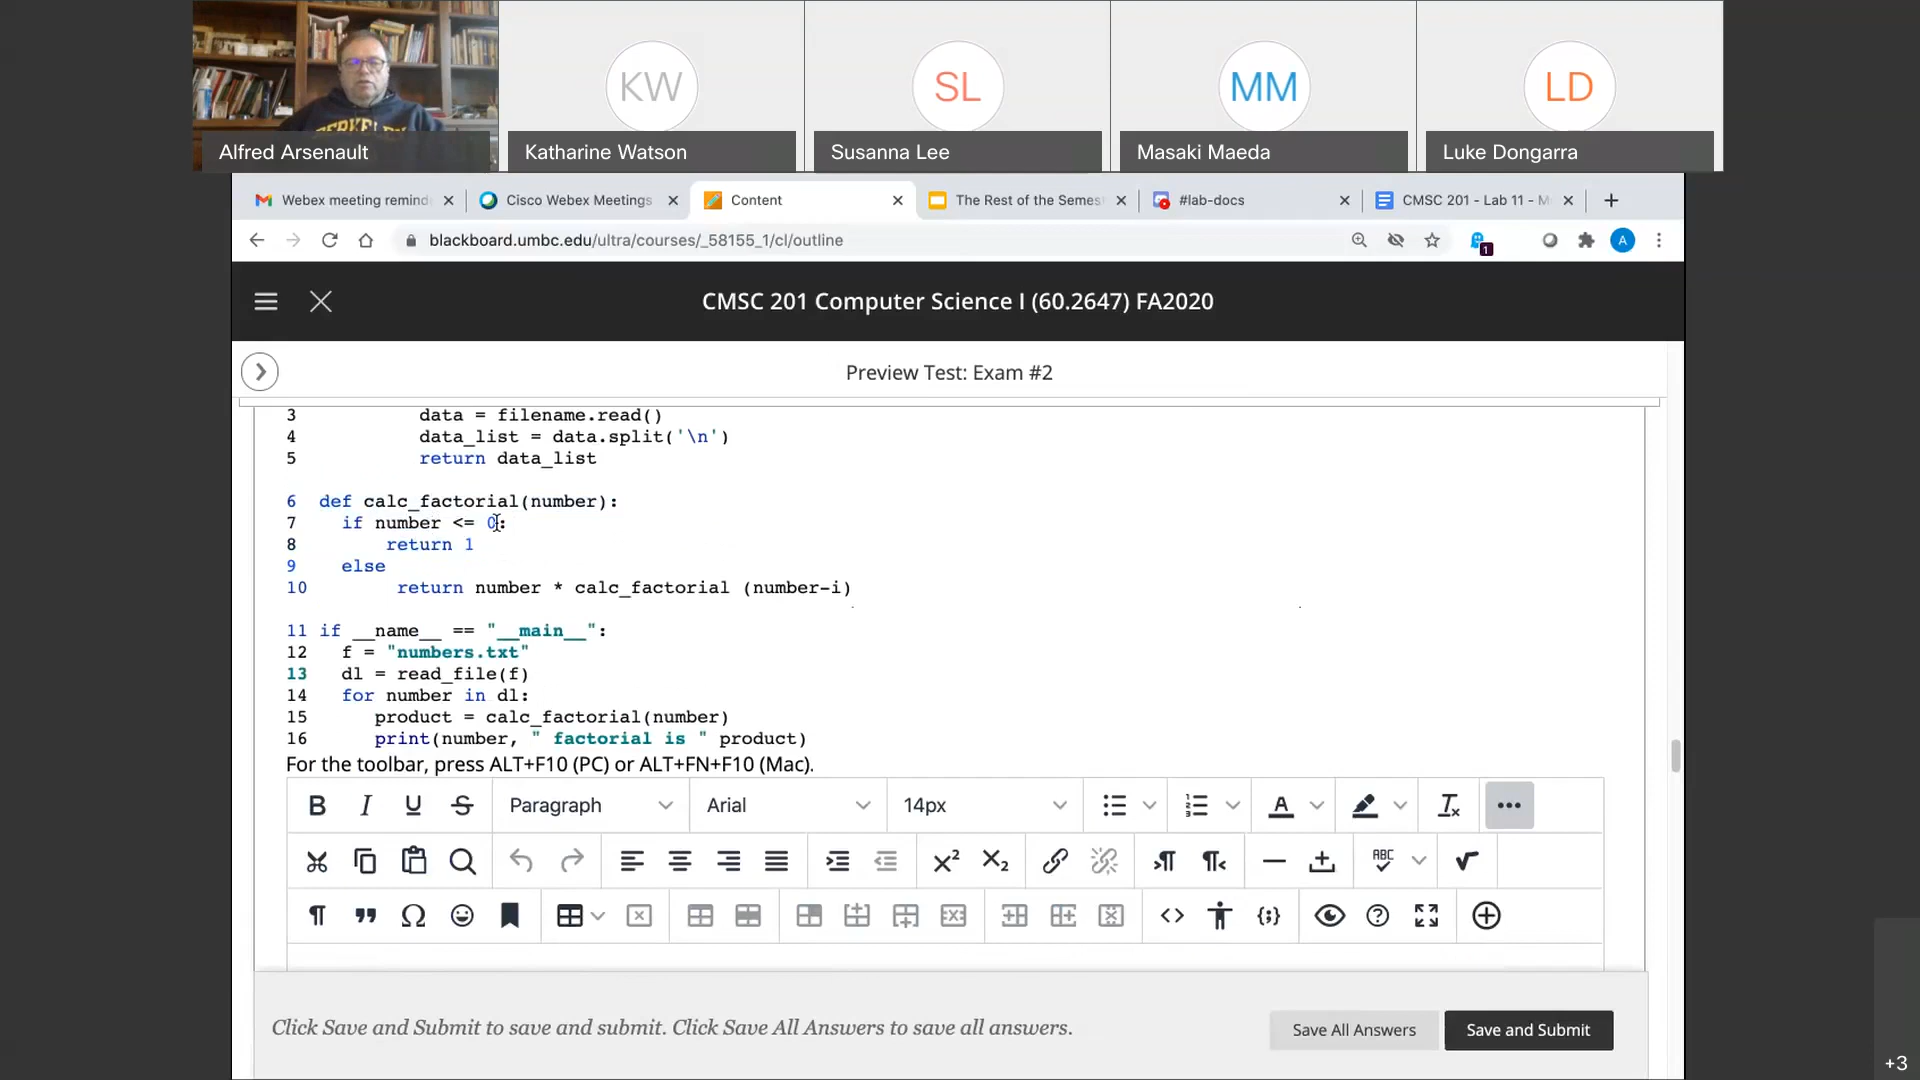 KW
SL
MM
LD
BERKELEY
Alfred Arsenault
Katharine Watson
Susanna Lee
Masaki Maeda
Luke Dongarra
Webex meeting remind
Cisco Webex Meetings
Content
The Rest of the Semes
#lab-docs
CMSC 201 - Lab 11 - M
blackboard.umbc.edu/ultra/courses/_58155_1/cl/outline
1
A
CMSC 201 Computer Science I (60.2647) FA2020
Preview Test: Exam #2
3 data = filename.read()
4 data_list = data.split('\n')
5 return data_list
6 def calc_factorial(number):
7 if number <= 0:
8 return 1
9 else
10 return number * calc_factorial (number-i)
11 if __name__ == "__main__":
12 f = "numbers.txt"
13 dl = read_file(f)
14 for number in dl:
15 product = calc_factorial(number)
16 print(number, " factorial is " product)
For the toolbar, press ALT+F10 (PC) or ALT+FN+F10 (Mac).
B I U S Paragraph Arial 14px A
ABC
Click Save and Submit to save and submit. Click Save All Answers to save all answers.
Save All Answers
Save and Submit
+3